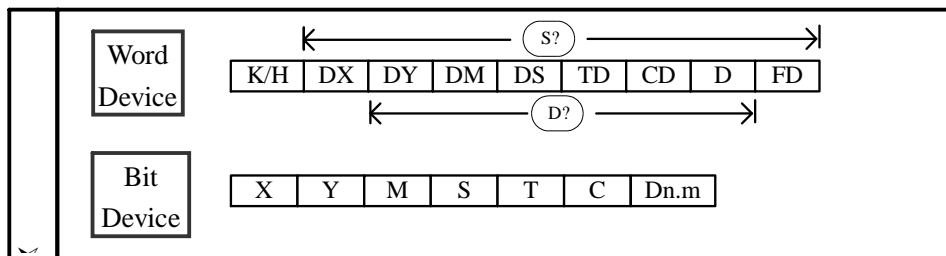 Word
Device
S?
K/H DX DY DM DS TD CD D FD
D?
Bit
Device
X Y M S T C Dn.m